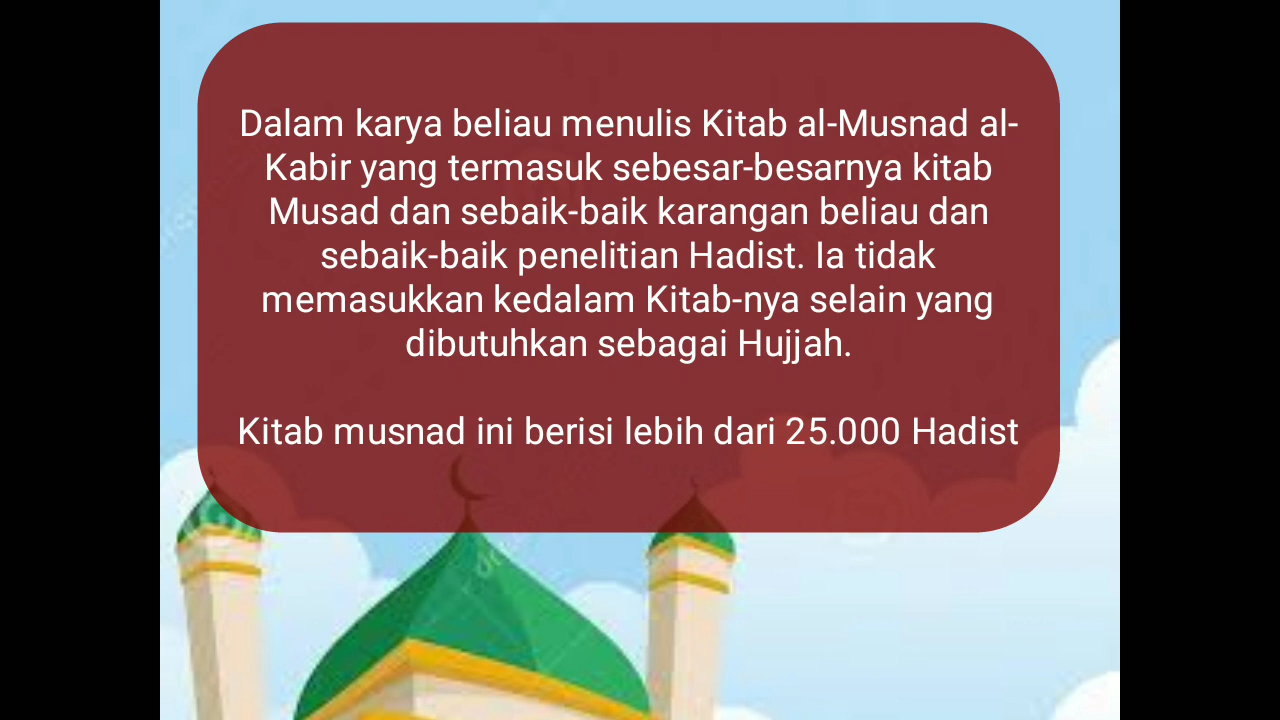 Dalam karya beliau menulis Kitab al-Musnad al-
Kabir yang termasuk sebesar-besarnya kitab
Musad dan sebaik-baik karangan beliau dan
sebaik-baik penelitian Hadist. Ia tidak
memasukkan kedalam Kitab-nya selain yang
dibutuhkan sebagai Hujjah.
Kitab musnad ini berisi lebih dari 25.000 Hadist